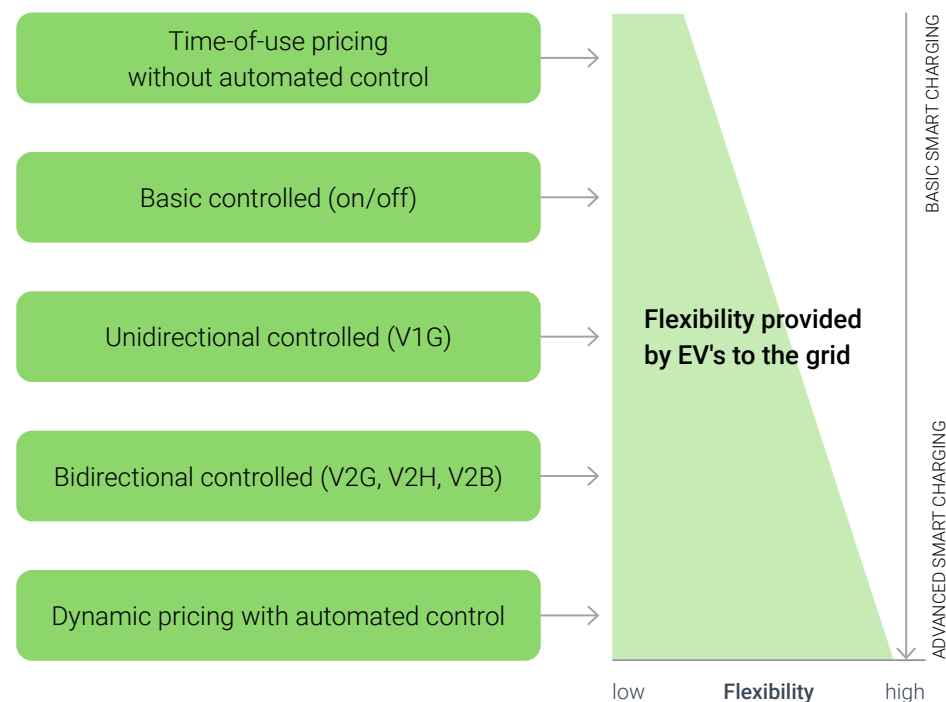 Time-of-use pricing
without automated control
Basic controlled (on/off)
Unidirectional controlled (V1G)
Bidirectional controlled (V2G, V2H, V2B)
Dynamic pricing with automated control
Flexibility provided
by EV's to the grid
BASIC SMART CHARGING
ADVANCED SMART CHARGING
low Flexibility high